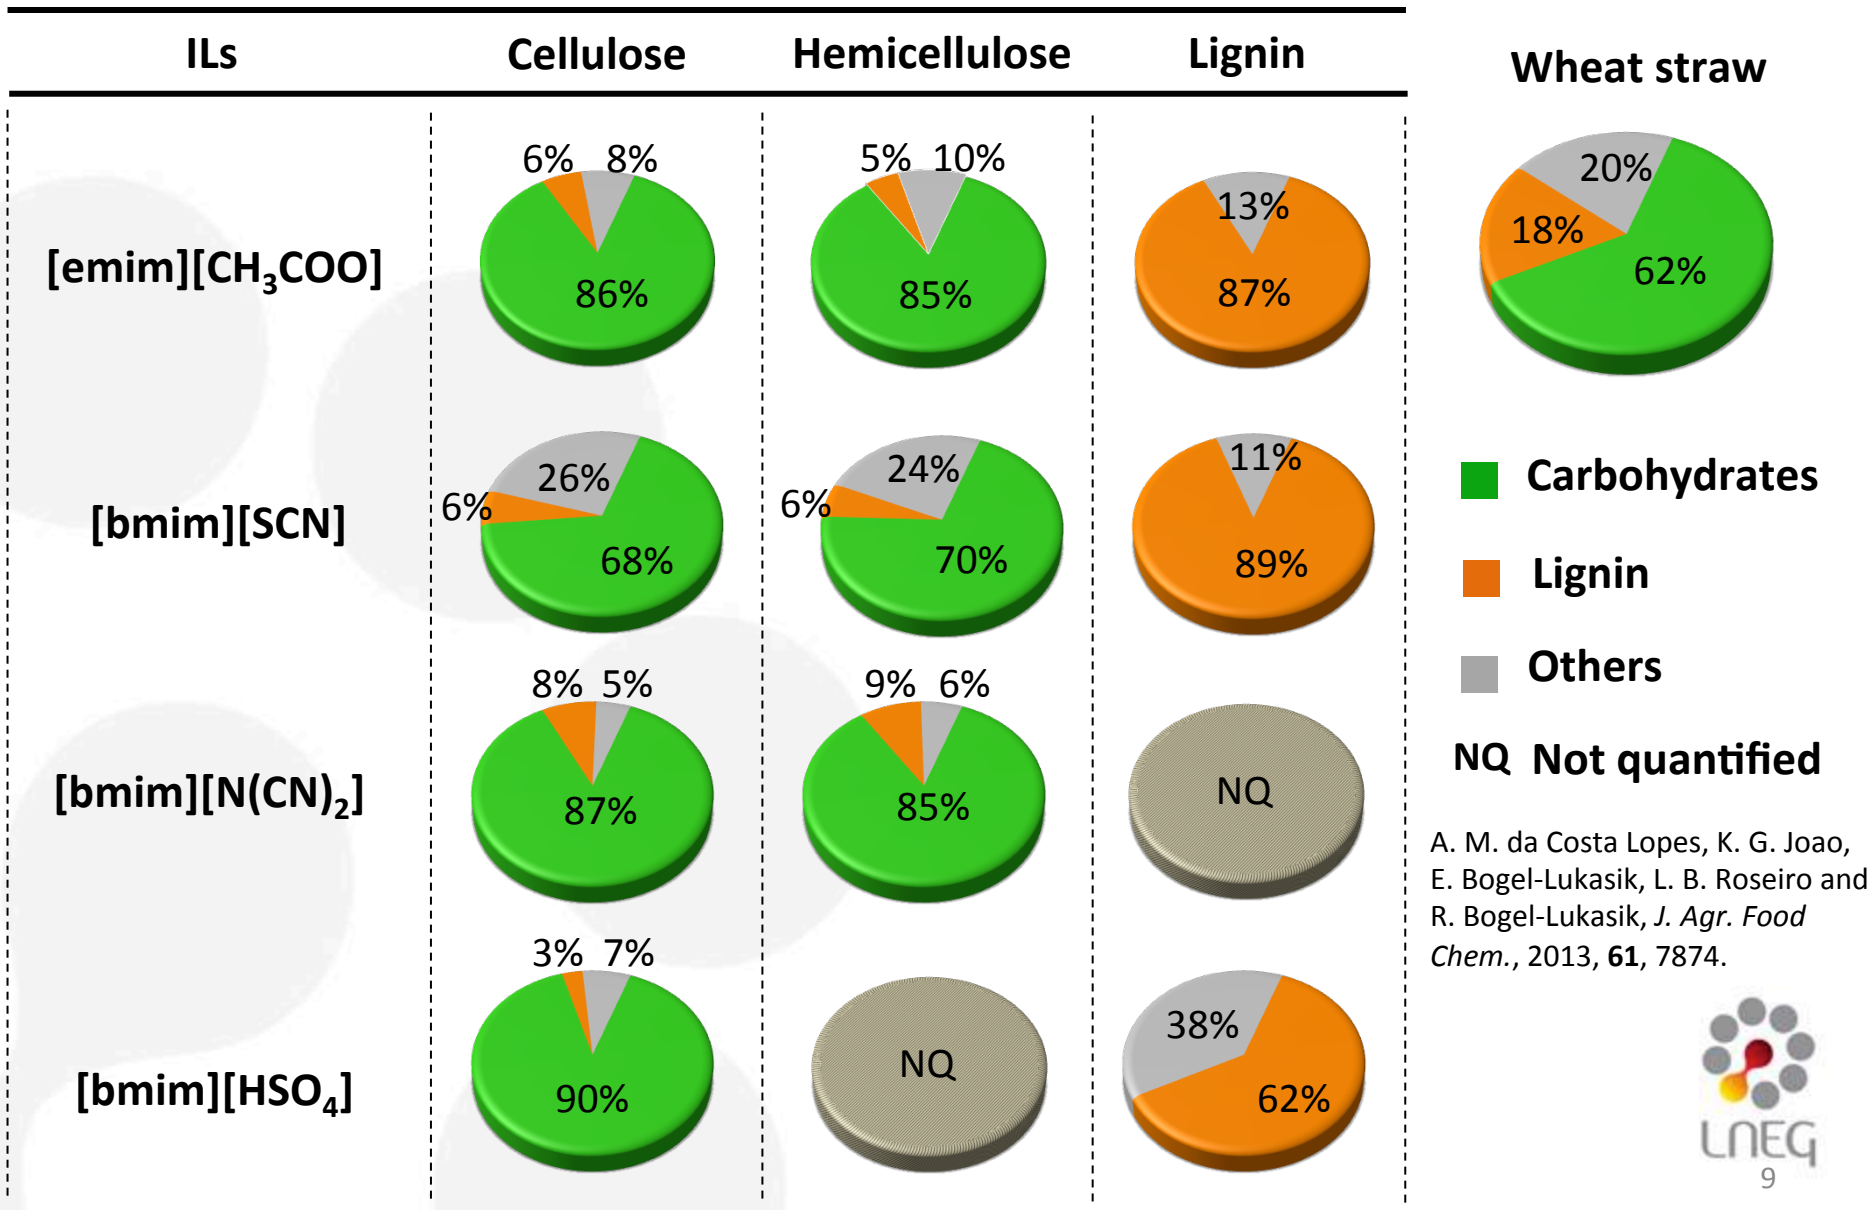 ILs Cellulose Hemicellulose Lignin Wheat straw
6% 8% 5% 10% 13% 20%
[emim][CH₃COO] 86% 85% 87% 18% 62%
26% 24% 11% Carbohydrates
[bmim][SCN] 6% 68% 6% 70% 89% Lignin
8% 5% 9% 6% Others
NQ Not quantified
[bmim][N(CN)₂] 87% 85% NQ
A. M. da Costa Lopes, K. G. Joao,
E. Bogel-Lukasik, L. B. Roseiro and
R. Bogel-Lukasik, J. Agr. Food
Chem., 2013, 61, 7874.
3% 7% 38%
[bmim][HSO₄] 90% NQ 62%
LNEG
9